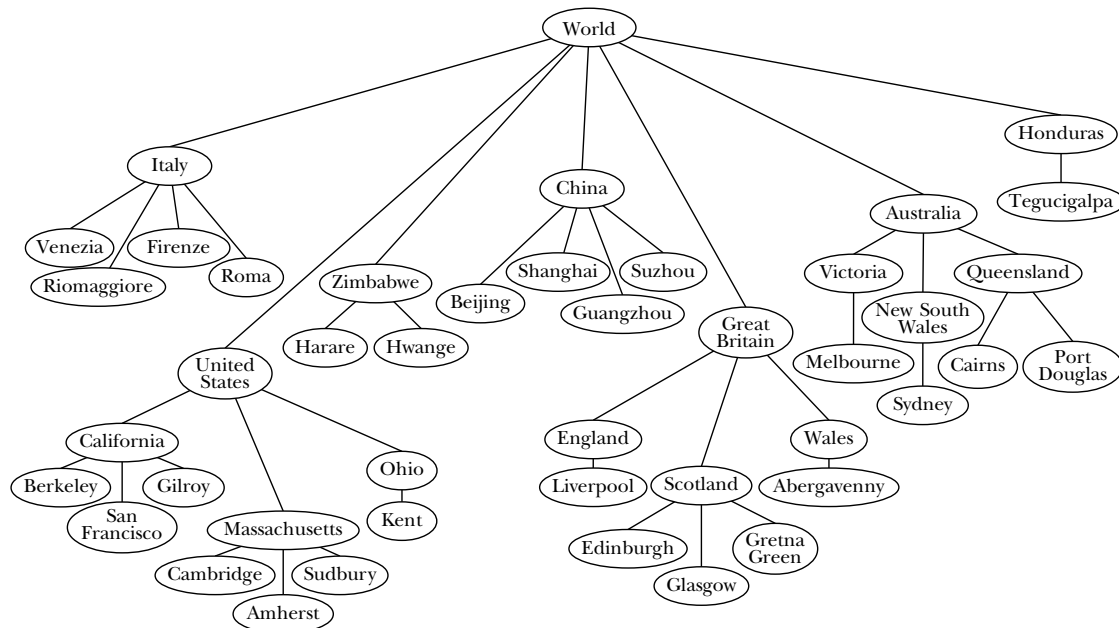 World
Honduras
Italy
China
Tegucigalpa
Australia
Venezia
Firenze
Riomaggiore
Roma
Zimbabwe
Shanghai
Suzhou
Victoria
Queensland
Beijing
Guangzhou
New South
Wales
Great
Britain
Harare
Hwange
Melbourne
Cairns
Port
Douglas
United
States
Sydney
California
England
Wales
Ohio
Berkeley
Gilroy
Liverpool
Scotland
Abergavenny
San
Francisco
Massachusetts
Kent
Edinburgh
Gretna
Green
Cambridge
Sudbury
Glasgow
Amherst